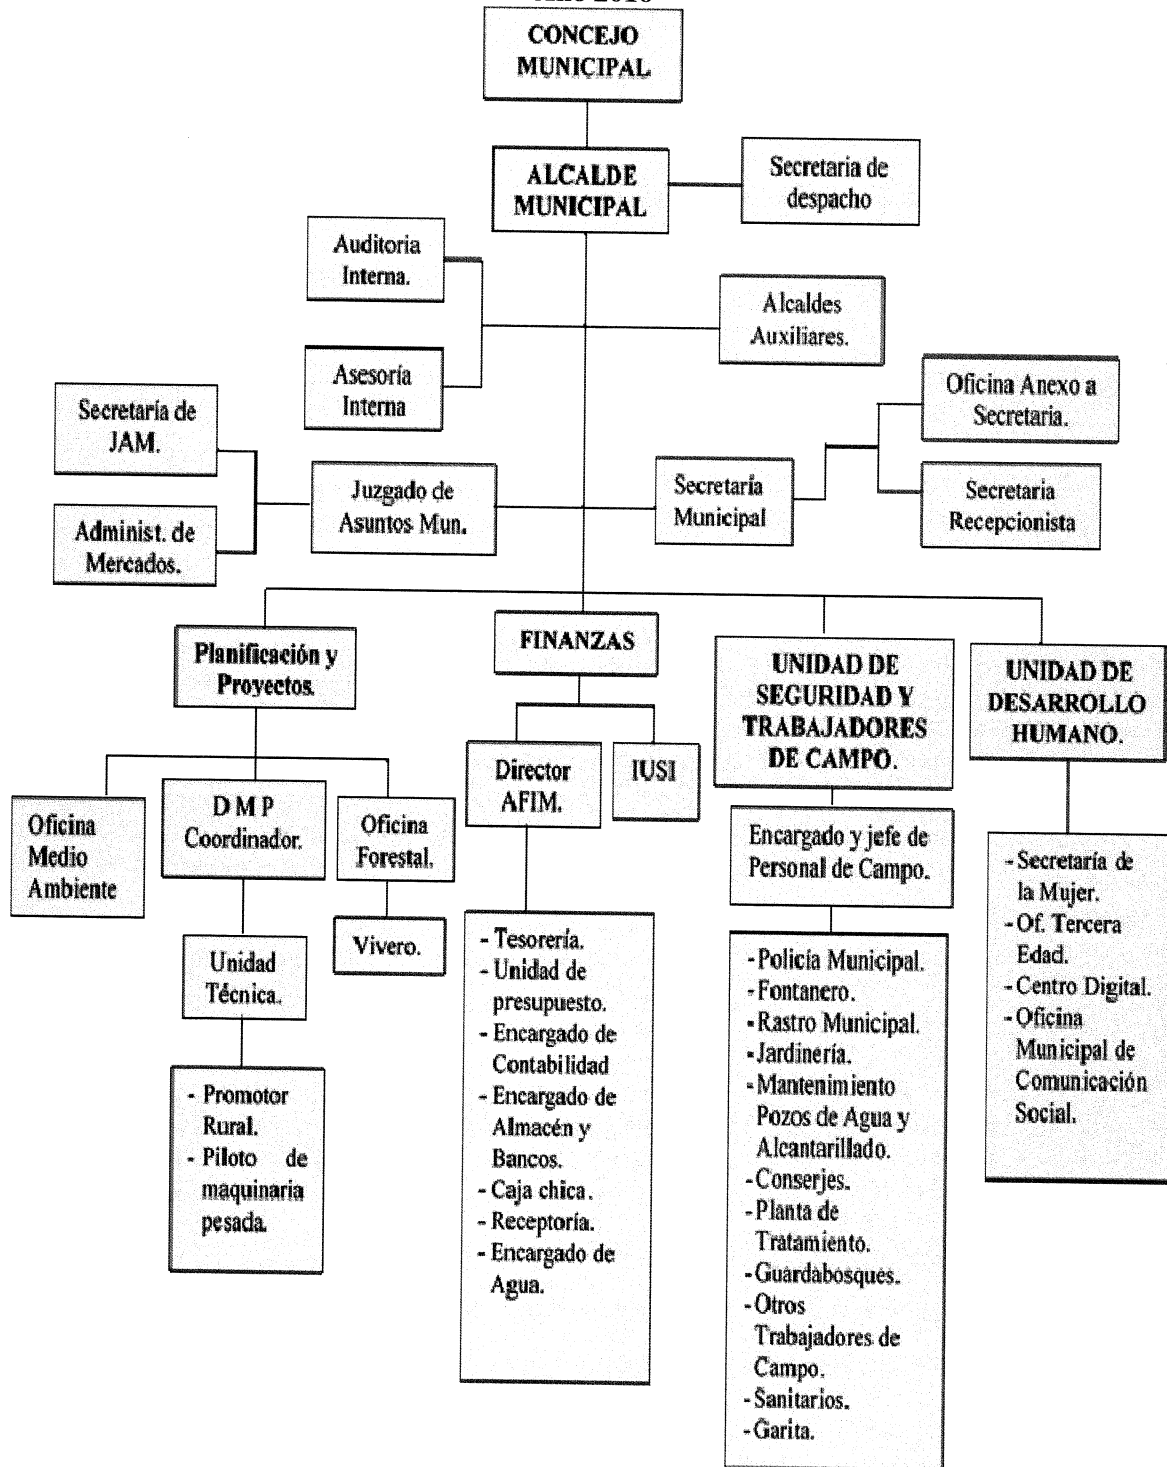 CONCEJO
MUNICIPAL
ALCALDE
MUNICIPAL
Secretaria de
despacho
Auditoria
Interna.
Alcaldes
Auxiliares.
Asesoría
Interna
Oficina Anexo a
Secretaria.
Secretaría de
JAM.
Juzgado de
Asuntos Mun.
Secretaría
Municipal
Secretaria
Recepcionista
Administ. de
Mercados.
Planificación y
Proyectos.
FINANZAS
UNIDAD DE
SEGURIDAD Y
TRABAJADORES
DE CAMPO.
UNIDAD DE
DESARROLLO
HUMANO.
Oficina
Medio
Ambiente
D M P
Coordinador.
Oficina
Forestal.
Director
AFIM.
IUSI
Encargado y jefe de
Personal de Campo.
- Secretaría de
la Mujer.
- Of. Tercera
Edad.
- Centro Digital.
- Oficina
Municipal de
Comunicación
Social.
Unidad
Técnica.
Vivero.
- Promotor
Rural.
- Piloto de
maquinaria
pesada.
- Tesorería.
- Unidad de
presupuesto.
- Encargado de
Contabilidad
- Encargado de
Almacén y
Bancos.
- Caja chica.
- Receptoría.
- Encargado de
Agua.
- Policía Municipal.
- Fontanero.
- Rastro Municipal.
- Jardinería.
- Mantenimiento
Pozos de Agua y
Alcantarillado.
- Conserjes.
- Planta de
Tratamiento.
- Guardabosques.
- Otros
Trabajadores de
Campo.
- Sanitarios.
- Garita.